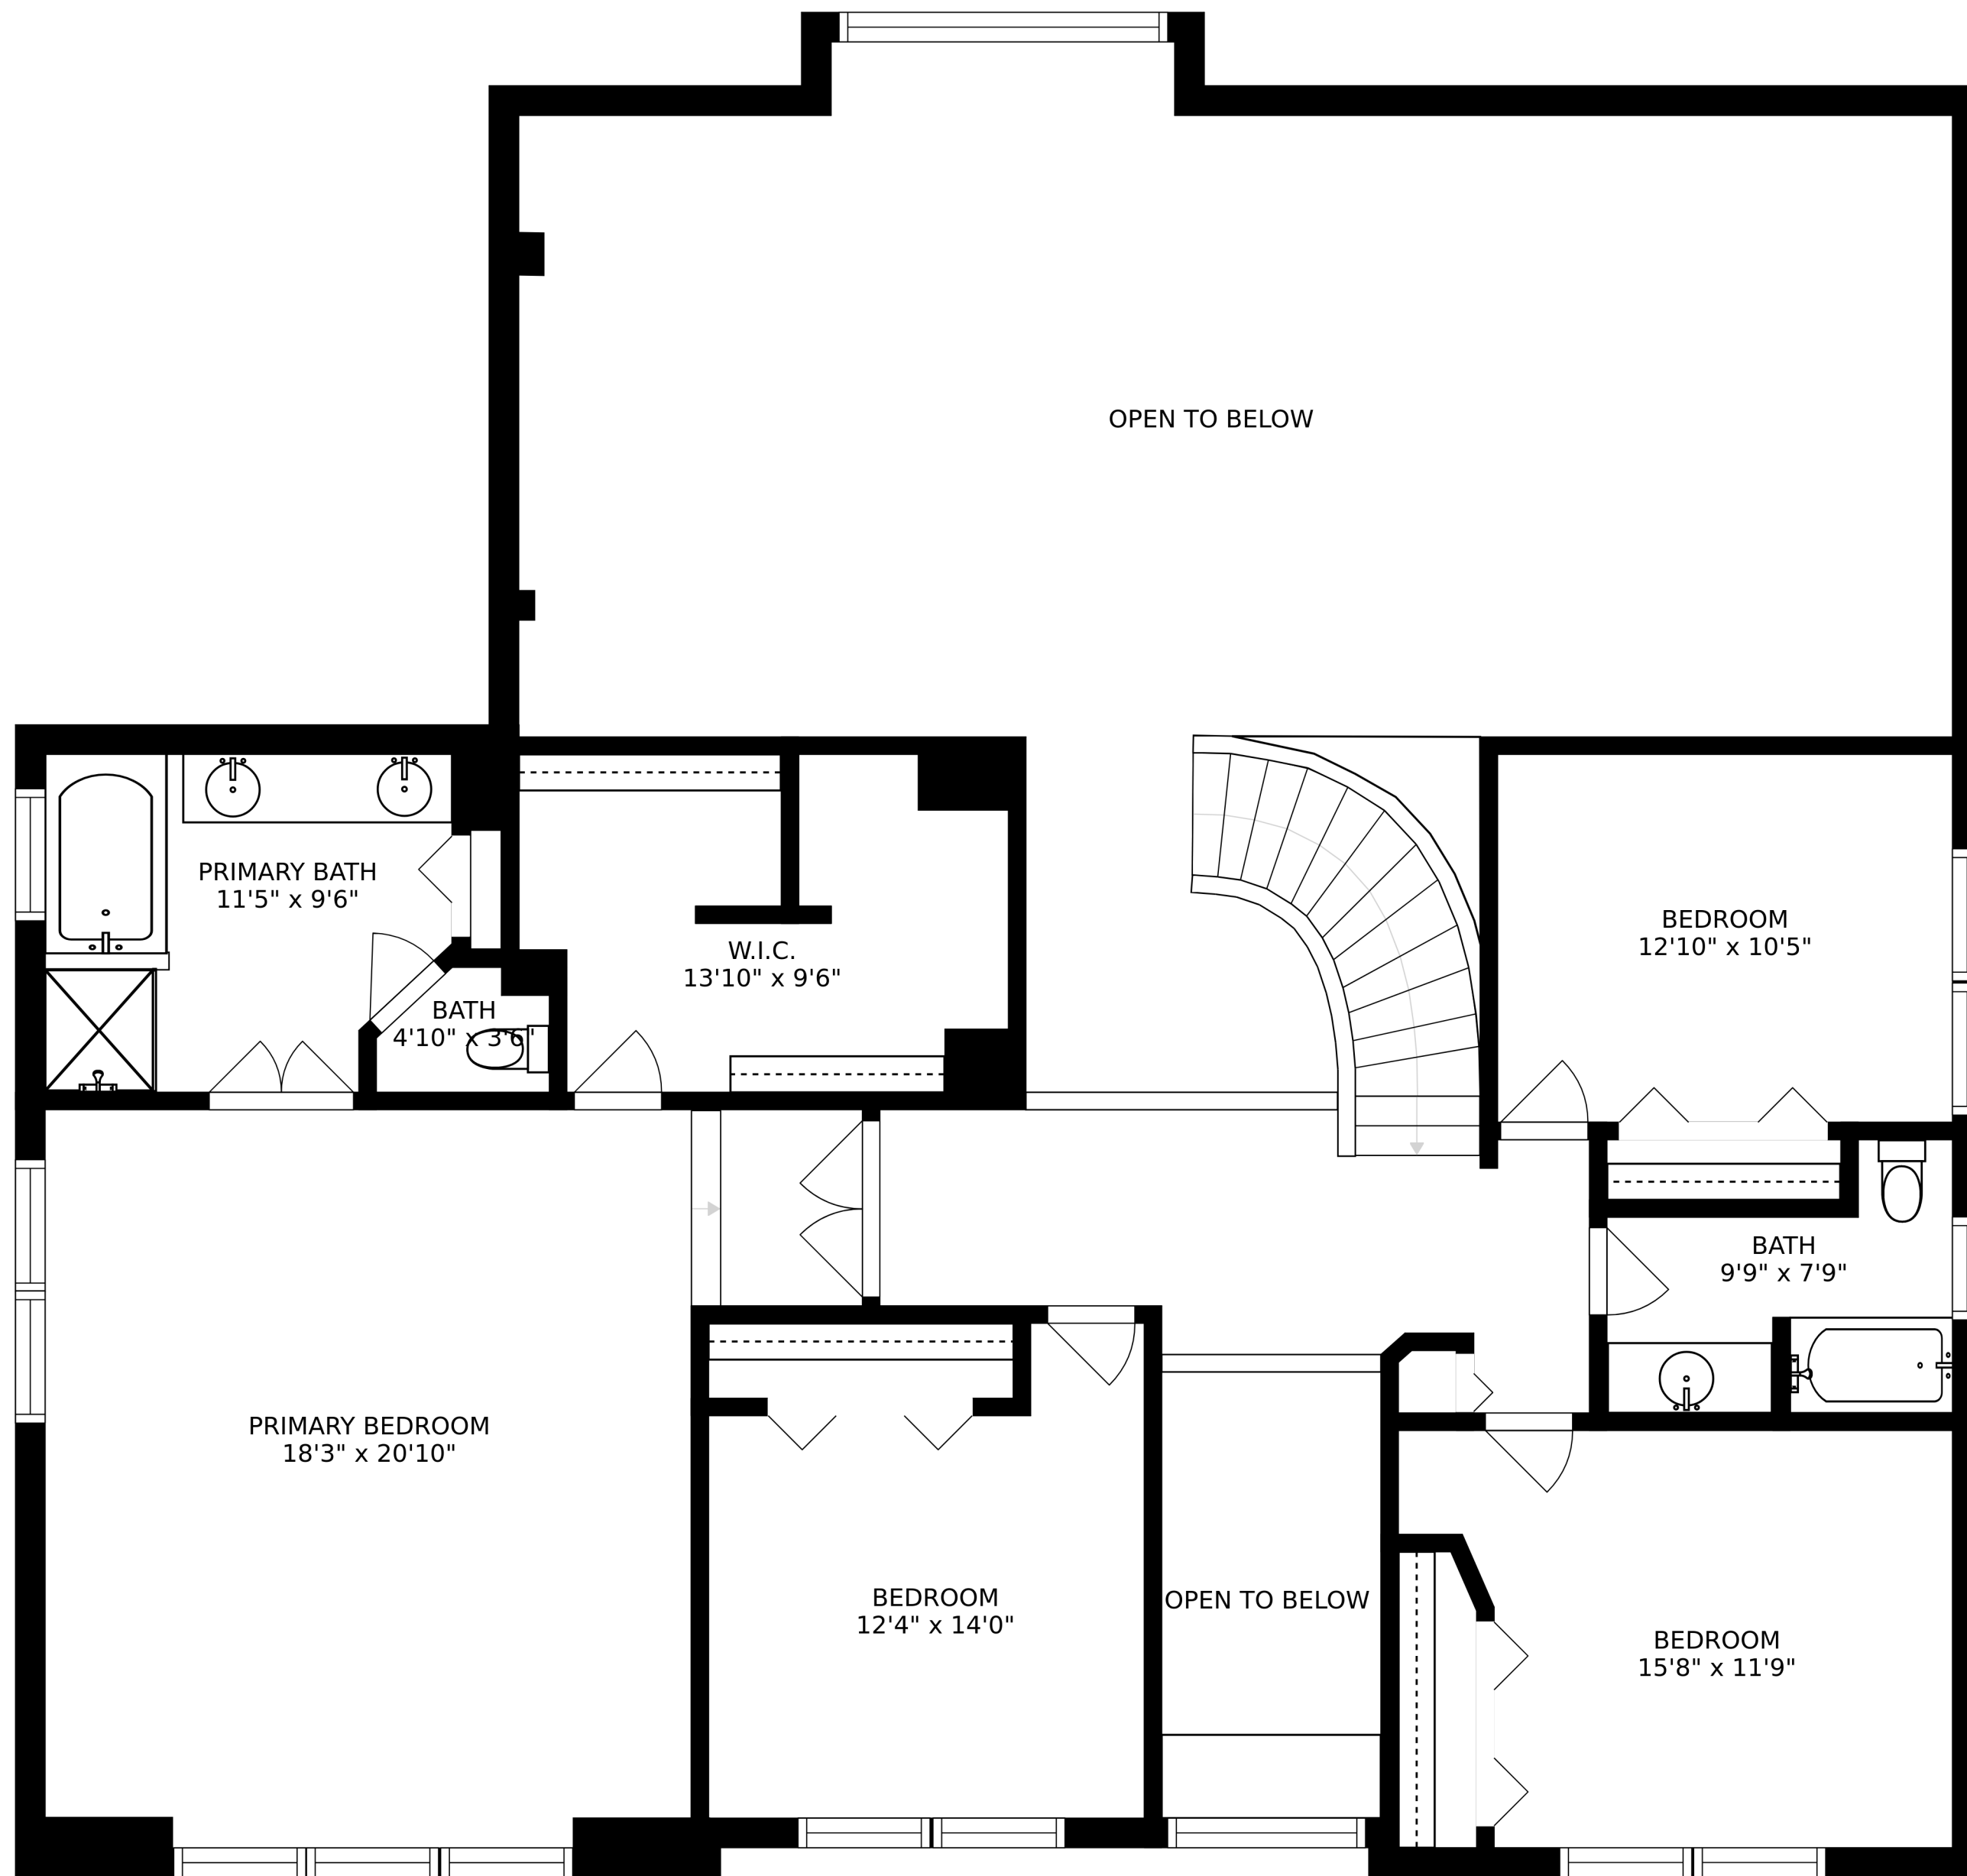 OPEN TO BELOW
PRIMARY BATH
11'5" x 9'6"
W.I.C.
13'10" x 9'6"
BEDROOM
12'10" x 10'5"
BATH
4'10" x 3'6"
BATH
9'9" x 7'9"
PRIMARY BEDROOM
18'3" x 20'10"
BEDROOM
12'4" x 14'0"
OPEN TO BELOW
BEDROOM
15'8" x 11'9"